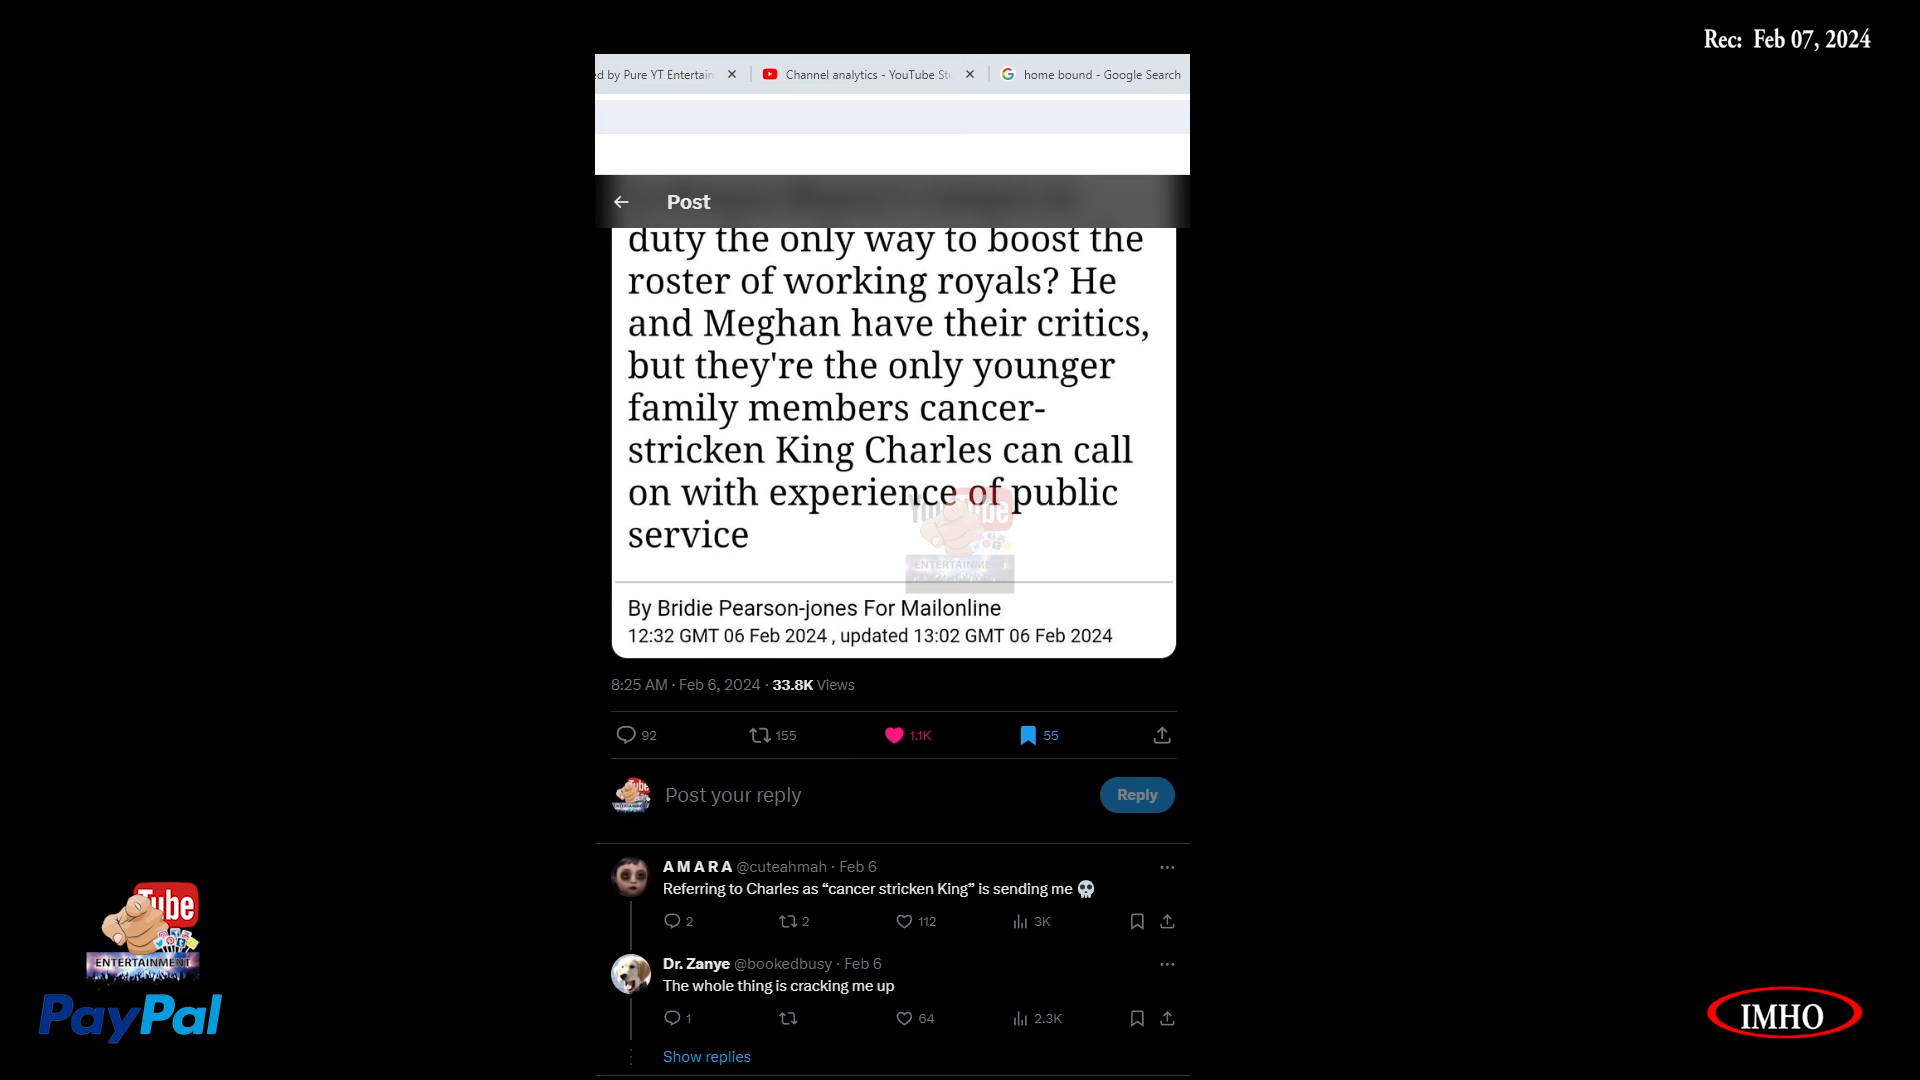 Rec: Feb 07, 2024
ed by Pure YT Entertain
Channel analytics - YouTube Stu
home bound - Google Search
Post
duty the only way to boost the
roster of working royals? He
and Meghan have their critics,
but they're the only younger
family members cancer-
stricken King Charles can call
on with experience of public
service
YouTube
ENTERTAINMENT
By Bridie Pearson-jones For Mailonline
12:32 GMT 06 Feb 2024 , updated 13:02 GMT 06 Feb 2024
8:25 AM · Feb 6, 2024 · 33.8K Views
92 155 1.1K 55
Post your reply
Reply
A M A R A @cuteahmah · Feb 6
Referring to Charles as “cancer stricken King” is sending me 💀
2 2 112 3K
Dr. Zanye @bookedbusy · Feb 6
The whole thing is cracking me up
1 64 2.3K
Show replies
Tube
ENTERTAINMENT
PayPal
IMHO